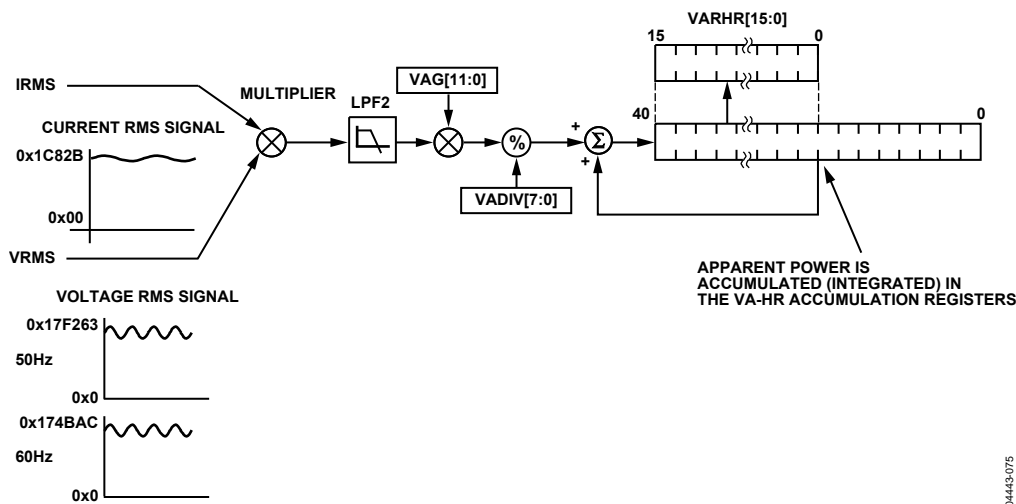 VARHR[15:0]
15
0
IRMS
MULTIPLIER
LPF2
VAG[11:0]
CURRENT RMS SIGNAL
40
0
0x1C82B
+
Σ
+
%
VADIV[7:0]
0x00
VRMS
APPARENT POWER IS
ACCUMULATED (INTEGRATED) IN
THE VA-HR ACCUMULATION REGISTERS
VOLTAGE RMS SIGNAL
0x17F263
50Hz
0x0
0x174BAC
60Hz
0x0
04443-075